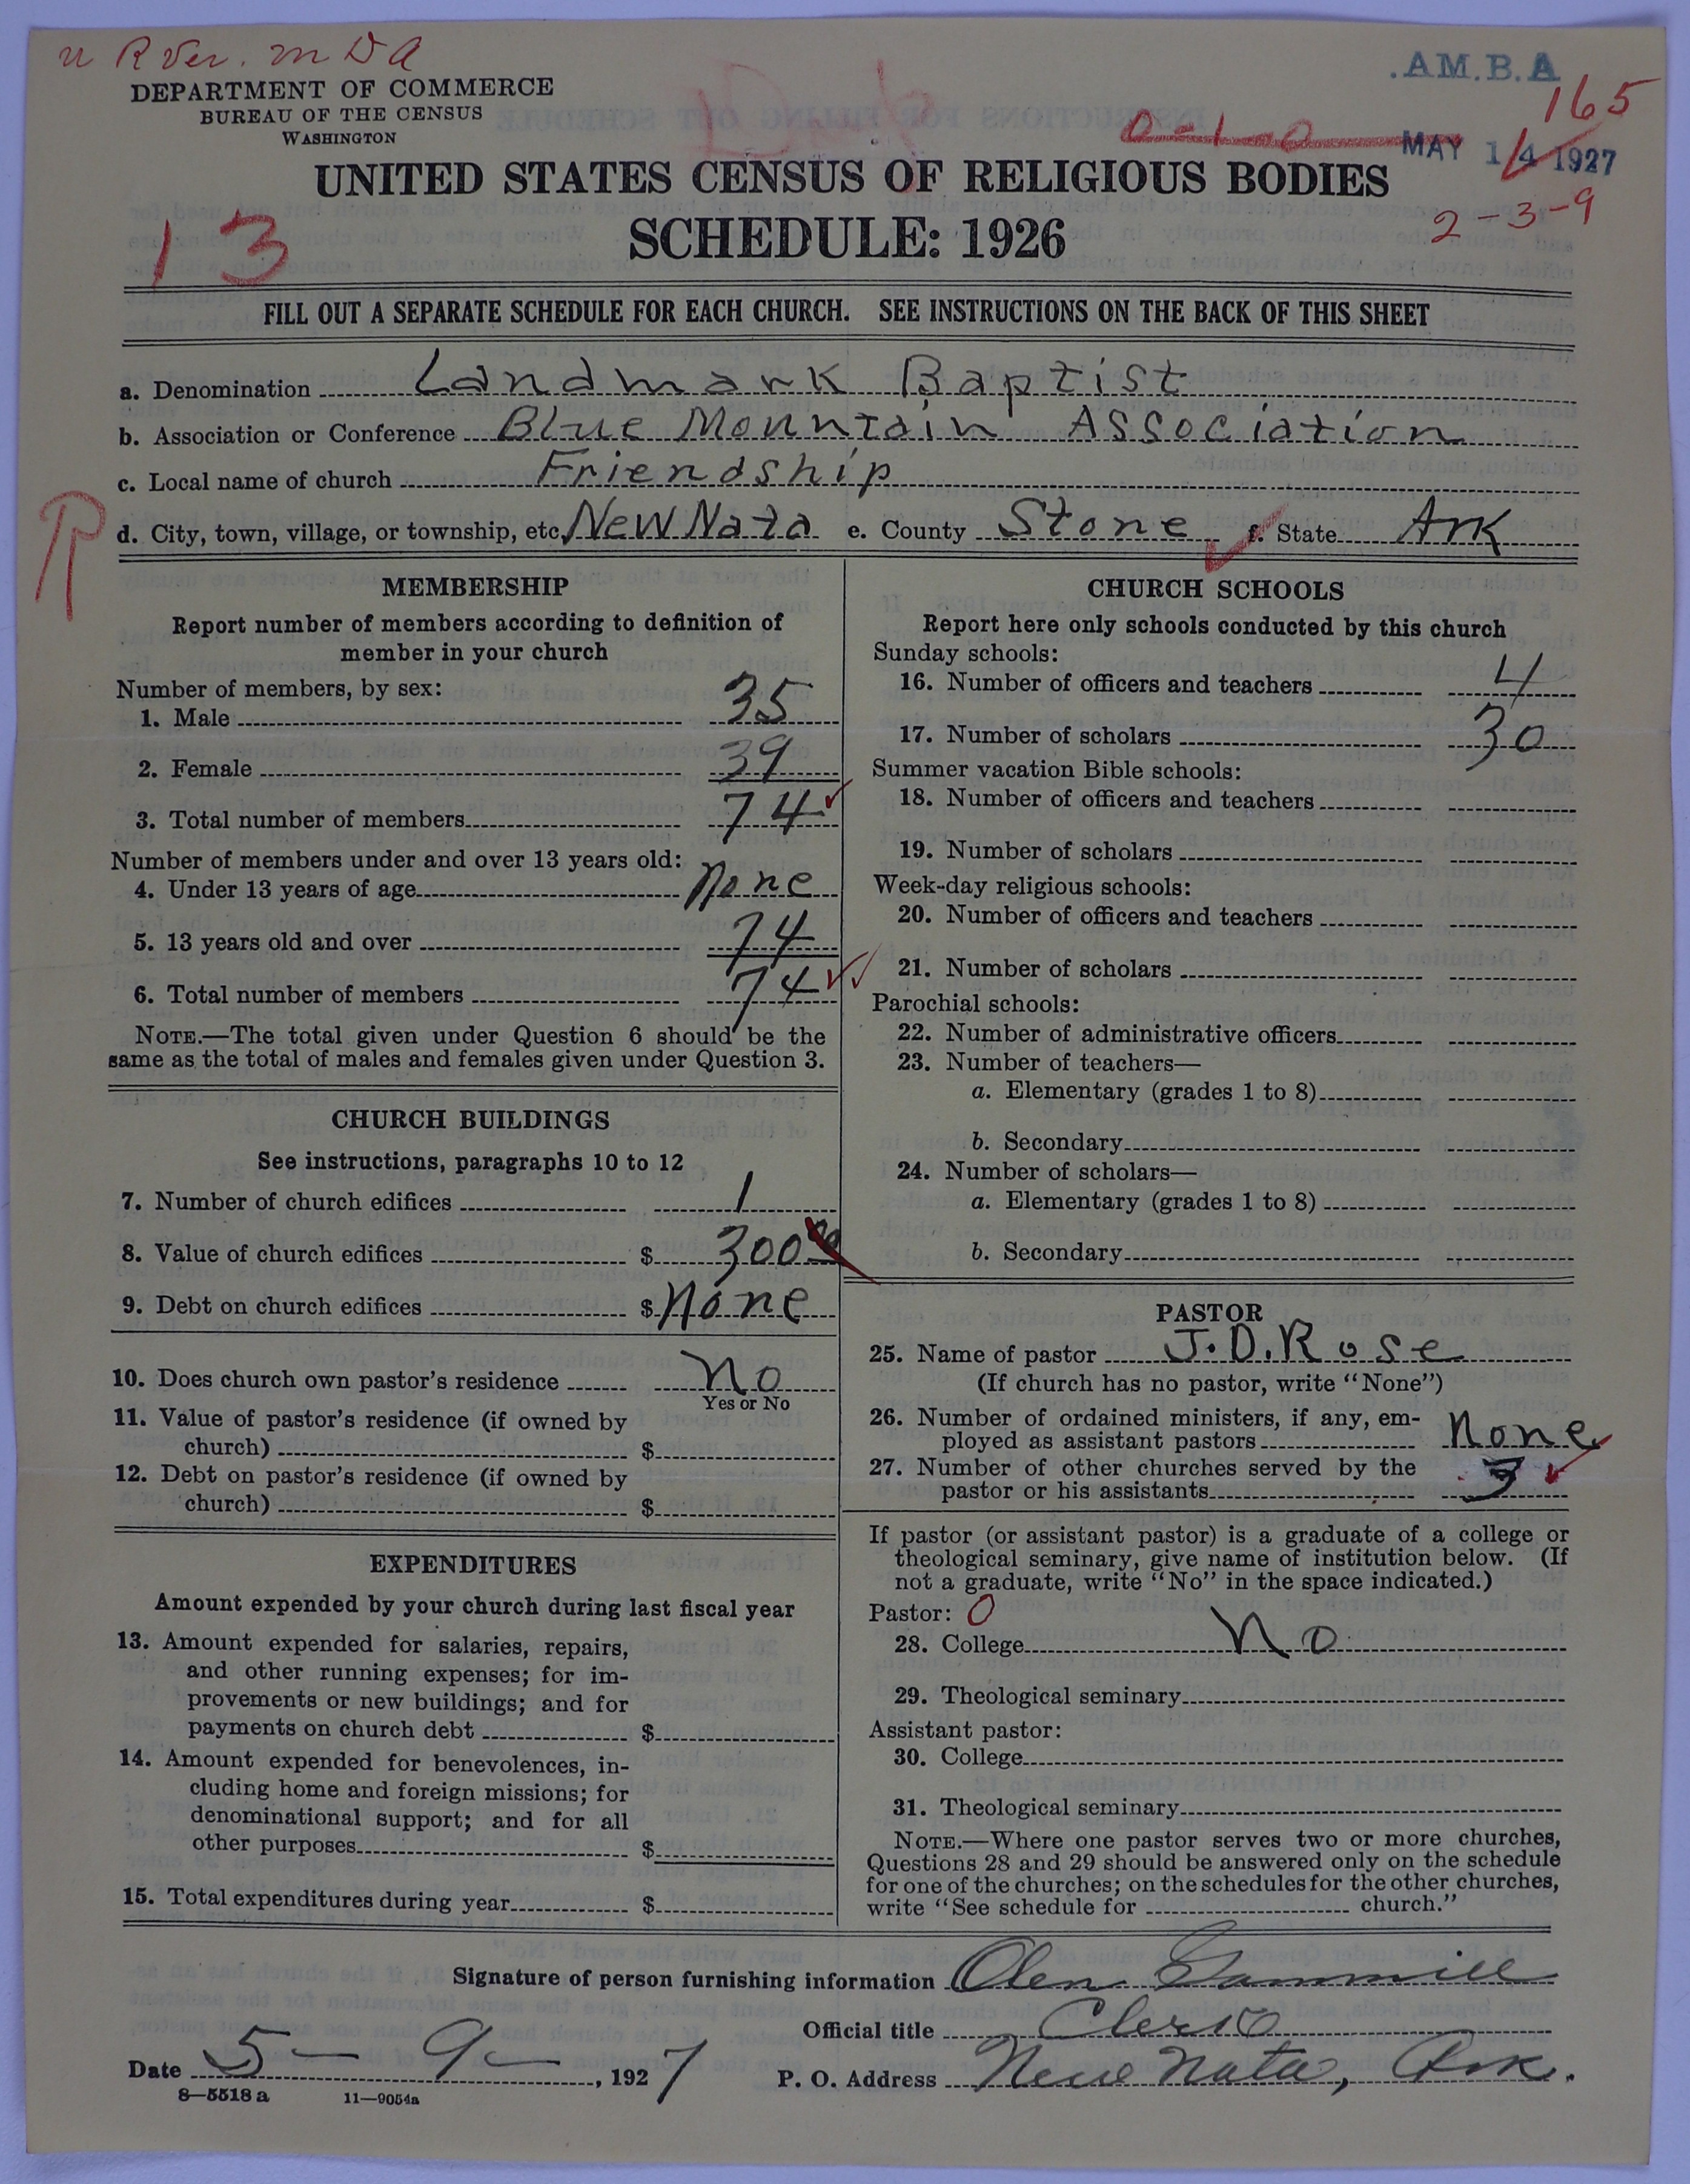 u R Ver. M D A
.AM.B.A
165
DEPARTMENT OF COMMERCE
BUREAU OF THE CENSUS
WASHINGTON
0-1-0
MAY 14 1927
UNITED STATES CENSUS OF RELIGIOUS BODIES
2-3-9
13
SCHEDULE: 1926
FILL OUT A SEPARATE SCHEDULE FOR EACH CHURCH. SEE INSTRUCTIONS ON THE BACK OF THIS SHEET
a. Denomination Landmark Baptist
b. Association or Conference Blue Mountain Association
c. Local name of church Friendship
R
d. City, town, village, or township, etc. New Nata e. County Stone f. State Ark
MEMBERSHIP
Report number of members according to definition of
member in your church
Number of members, by sex:
1. Male 35
2. Female 39
3. Total number of members 74
Number of members under and over 13 years old:
4. Under 13 years of age None
5. 13 years old and over 74
6. Total number of members 74
NOTE.—The total given under Question 6 should be the
same as the total of males and females given under Question 3.
CHURCH BUILDINGS
See instructions, paragraphs 10 to 12
7. Number of church edifices 1
8. Value of church edifices $ 300 00
9. Debt on church edifices $ None
10. Does church own pastor's residence No
Yes or No
11. Value of pastor's residence (if owned by
church) $
12. Debt on pastor's residence (if owned by
church) $
EXPENDITURES
Amount expended by your church during last fiscal year
13. Amount expended for salaries, repairs,
and other running expenses; for im-
provements or new buildings; and for
payments on church debt $
14. Amount expended for benevolences, in-
cluding home and foreign missions; for
denominational support; and for all
other purposes $
15. Total expenditures during year $
CHURCH SCHOOLS
Report here only schools conducted by this church
Sunday schools:
16. Number of officers and teachers 4
17. Number of scholars 30
Summer vacation Bible schools:
18. Number of officers and teachers
19. Number of scholars
Week-day religious schools:
20. Number of officers and teachers
21. Number of scholars
Parochial schools:
22. Number of administrative officers
23. Number of teachers—
a. Elementary (grades 1 to 8)
b. Secondary
24. Number of scholars—
a. Elementary (grades 1 to 8)
b. Secondary
PASTOR
25. Name of pastor J. D. Rose
(If church has no pastor, write "None")
26. Number of ordained ministers, if any, em-
ployed as assistant pastors None
27. Number of other churches served by the
pastor or his assistants 3
If pastor (or assistant pastor) is a graduate of a college or
theological seminary, give name of institution below. (If
not a graduate, write "No" in the space indicated.)
Pastor: 0
28. College No
29. Theological seminary
Assistant pastor:
30. College
31. Theological seminary
NOTE.—Where one pastor serves two or more churches,
Questions 28 and 29 should be answered only on the schedule
for one of the churches; on the schedules for the other churches,
write "See schedule for church."
Signature of person furnishing information Olen Gammill
Official title Clerk
Date 5 - 9 - , 1927 P. O. Address New Nata, Ark.
8—5518 a 11—9054a